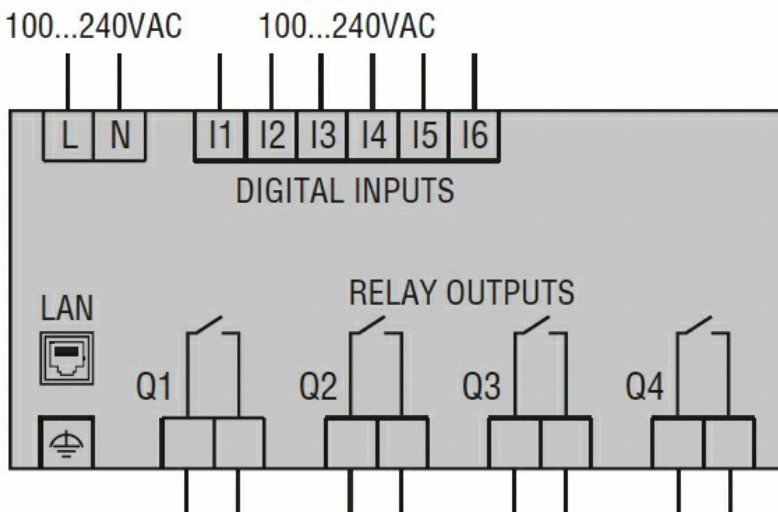 100...240VAC 100...240VAC
L N I1 I2 I3 I4 I5 I6
DIGITAL INPUTS
RELAY OUTPUTS
LAN
Q1 Q2 Q3 Q4